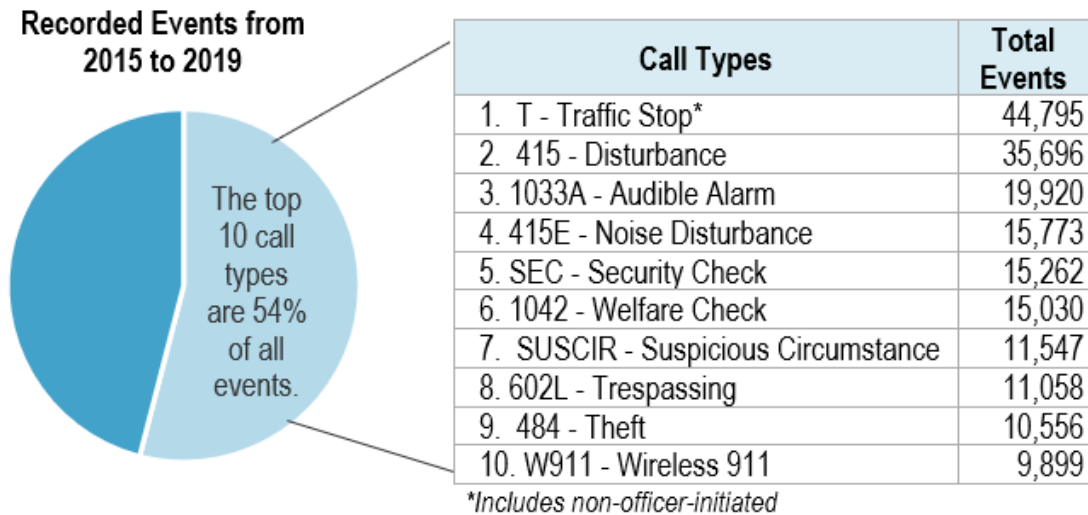 Recorded Events from
2015 to 2019
The top
10 call
types
are 54%
of all
events.
Call Types Total Events
1. T - Traffic Stop* 44,795
2. 415 - Disturbance 35,696
3. 1033A - Audible Alarm 19,920
4. 415E - Noise Disturbance 15,773
5. SEC - Security Check 15,262
6. 1042 - Welfare Check 15,030
7. SUSCIR - Suspicious Circumstance 11,547
8. 602L - Trespassing 11,058
9. 484 - Theft 10,556
10. W911 - Wireless 911 9,899
*Includes non-officer-initiated